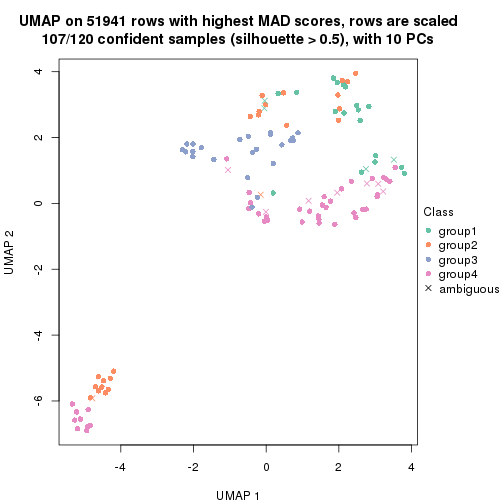 UMAP on 51941 rows with highest MAD scores, rows are scaled
107/120 confident samples (silhouette > 0.5), with 10 PCs
4
2
0
-2
-4
-6
UMAP 2
-4
-2
0
2
4
UMAP 1
Class
group1
group2
group3
group4
ambiguous